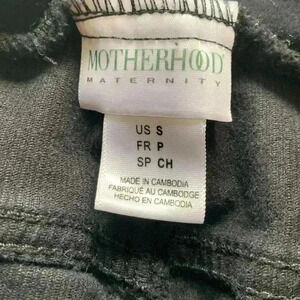 MOTHERHOOD
MATERNITY
US S
FR P
SP CH
MADE IN CAMBODIA
FABRIQUÉ AU CAMBODGE
HECHO EN CAMBODIA